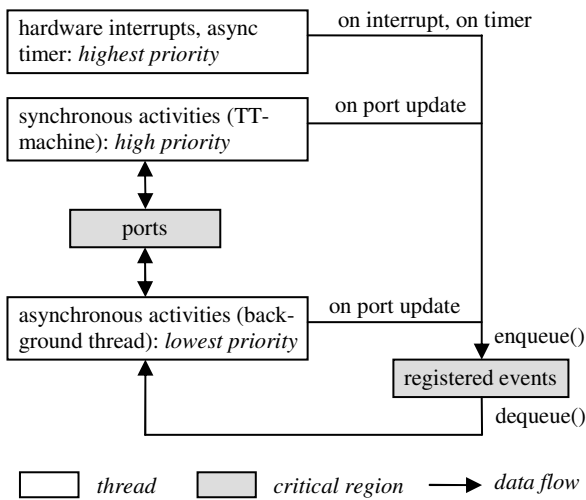 hardware interrupts, async
timer: highest priority
on interrupt, on timer
synchronous activities (TT-
machine): high priority
on port update
ports
asynchronous activities (back-
ground thread): lowest priority
on port update
enqueue()
registered events
dequeue()
thread
critical region
data flow